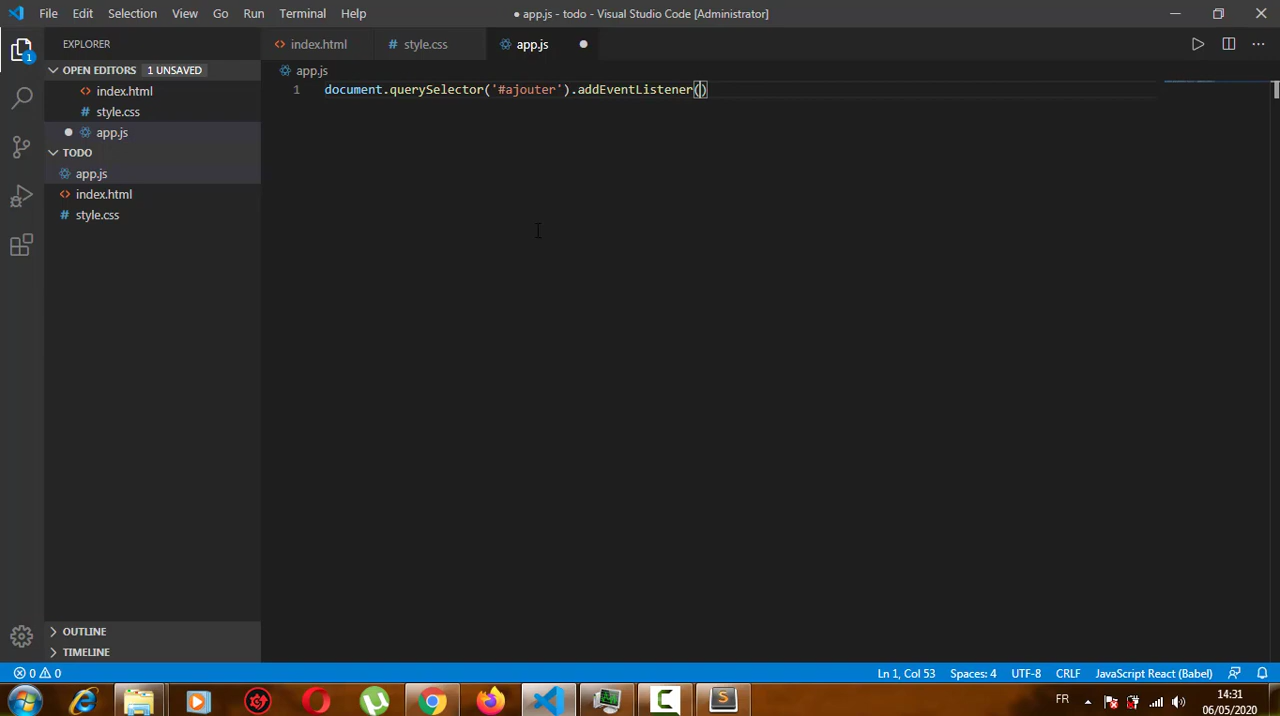 File Edit Selection View Go Run Terminal Help
● app.js - todo - Visual Studio Code [Administrator]
EXPLORER
1
OPEN EDITORS 1 UNSAVED
index.html
style.css
app.js
TODO
app.js
index.html
style.css
OUTLINE
TIMELINE
index.html style.css app.js
app.js
1 document.querySelector('#ajouter').addEventListener()
0 0
Ln 1, Col 53 Spaces: 4 UTF-8 CRLF JavaScript React (Babel)
FR
14:31
06/05/2020